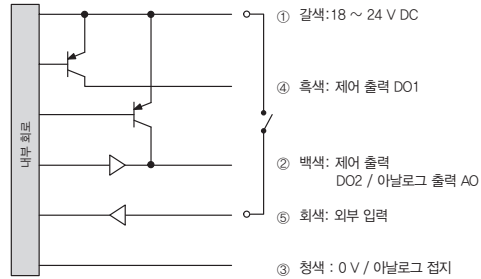 내부 회로
① 갈색:18 ~ 24 V DC
④ 흑색: 제어 출력 DO1
② 백색: 제어 출력
DO2 / 아날로그 출력 AO
⑤ 회색: 외부 입력
③ 청색 : 0 V / 아날로그 접지